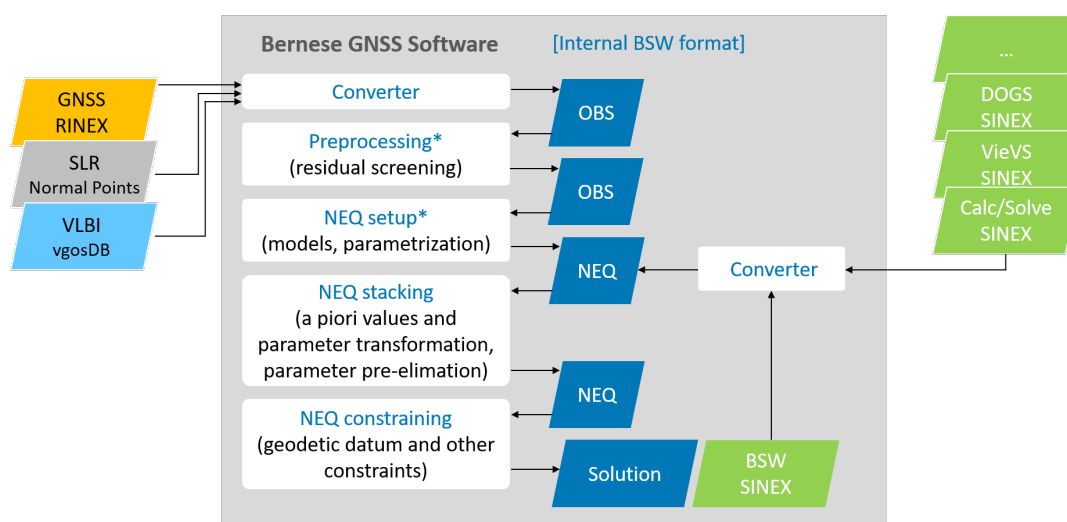 Bernese GNSS Software
[Internal BSW format]
GNSS
RINEX
SLR
Normal Points
VLBI
vgosDB
Converter
OBS
Preprocessing*
(residual screening)
OBS
NEQ setup*
(models, parametrization)
NEQ
NEQ stacking
(a piori values and
parameter transformation,
parameter pre-elimation)
NEQ
NEQ constraining
(geodetic datum and other
constraints)
Solution
BSW
SINEX
Converter
...
DOGS
SINEX
VieVS
SINEX
Calc/Solve
SINEX